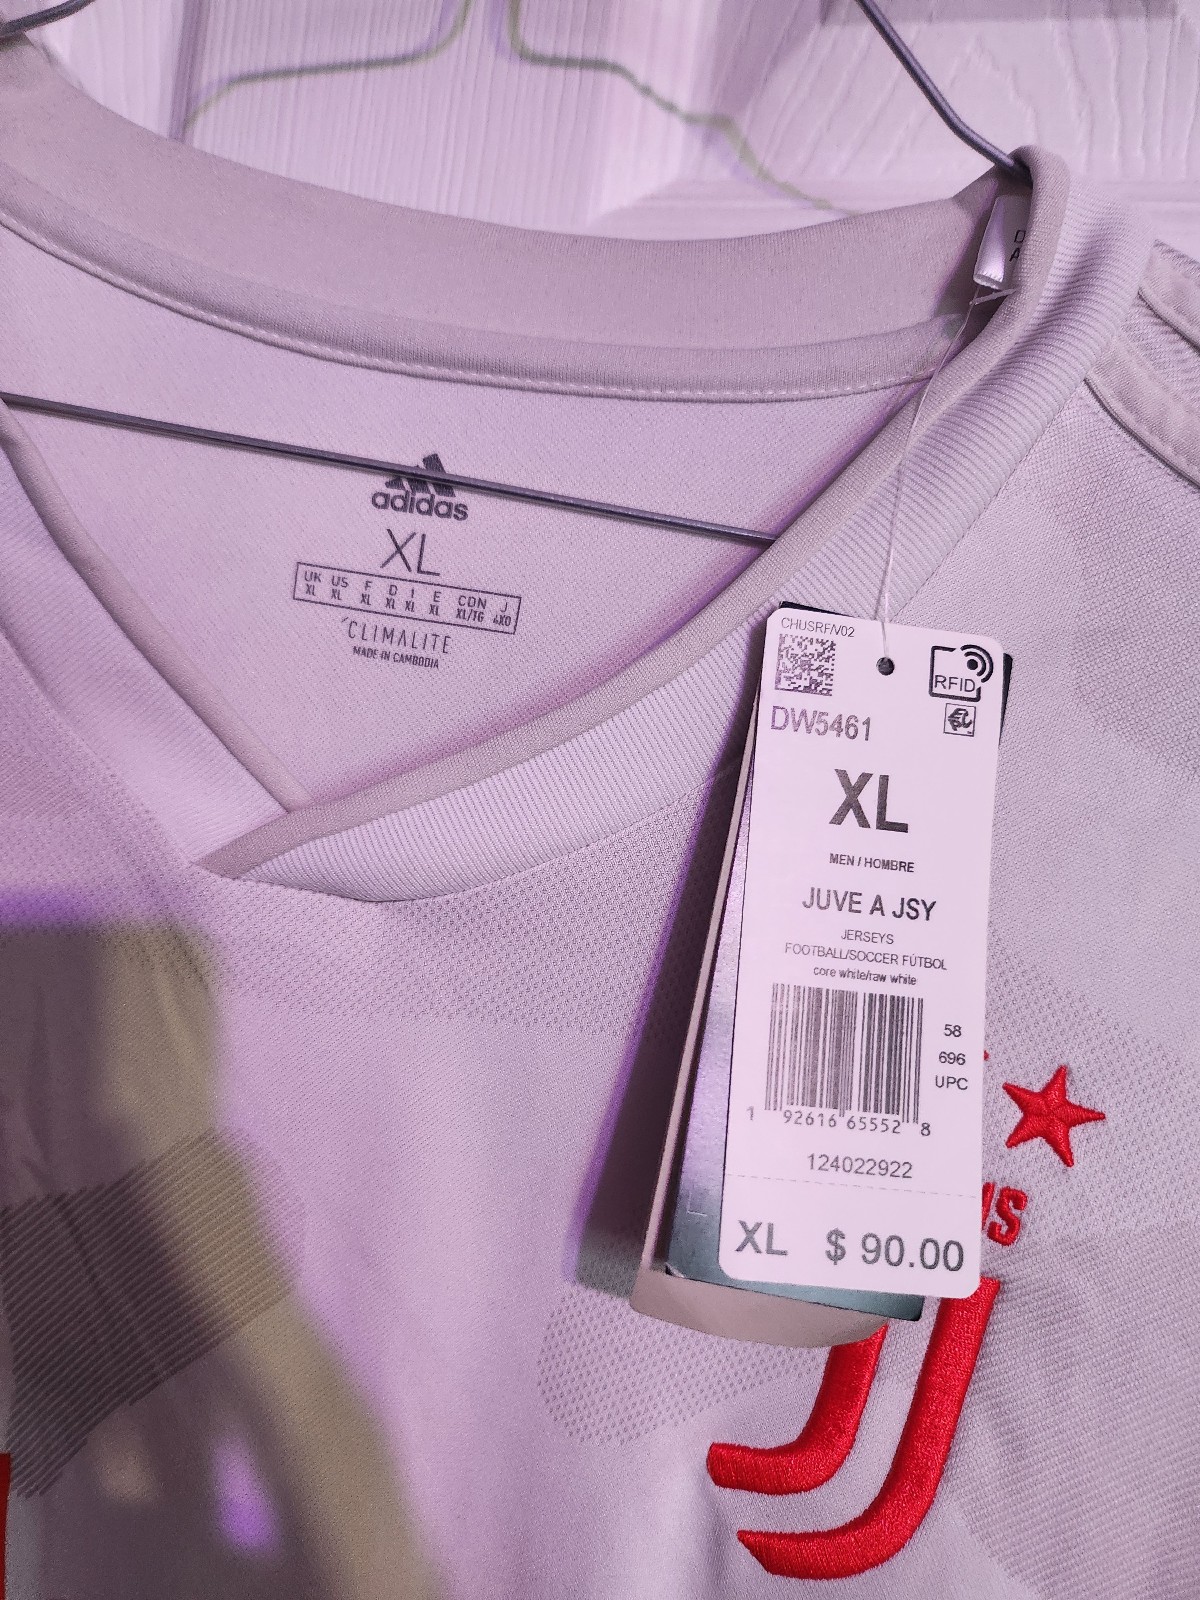 adidas
XL
UK US F D I E CDN J
XL XL XL XL XL XL XL/TG 4XO
CLIMALITE
MADE IN CAMBODIA
CHUSRF/V02
RFID
DW5461
XL
MEN / HOMBRE
JUVE A JSY
JERSEYS
FOOTBALL/SOCCER FÚTBOL
core white/raw white
58
696
UPC
1 92616 65552 8
124022922
XL $ 90.00